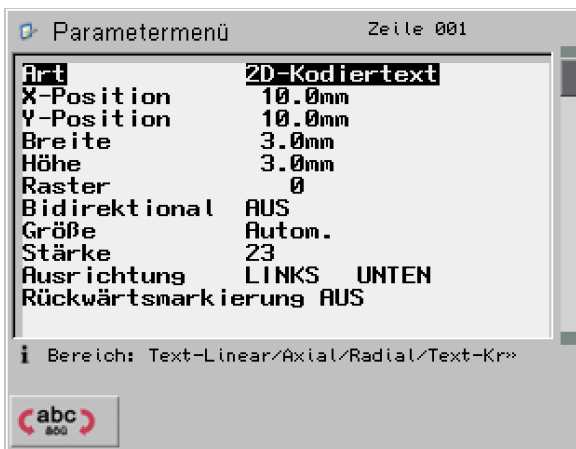 Parametermenü Zeile 001
Art 2D-Kodiertext
X-Position 10.0mm
Y-Position 10.0mm
Breite 3.0mm
Höhe 3.0mm
Raster 0
Bidirektional AUS
Größe Autom.
Stärke 23
Ausrichtung LINKS UNTEN
Rückwärtsmarkierung AUS
i Bereich: Text-Linear/Axial/Radial/Text-Kr»
abc